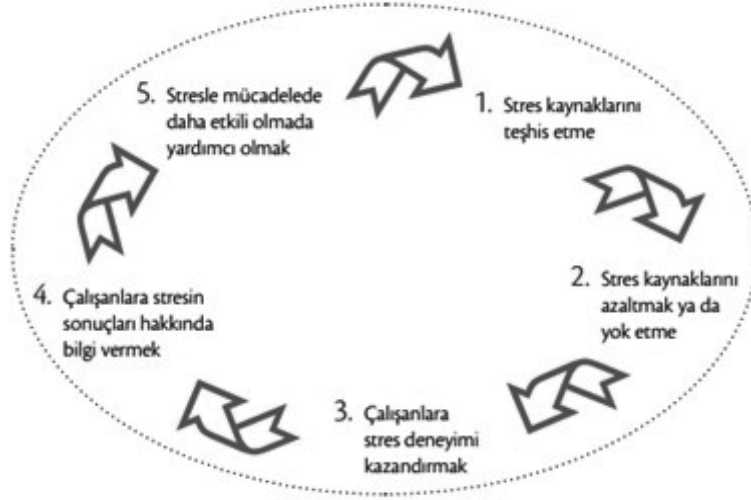 1. Stres kaynaklarını
teşhis etme
2. Stres kaynaklarını
azaltmak ya da
yok etme
3. Çalışanlara
stres deneyimi
kazandırmak
4. Çalışanlara stresin
sonuçları hakkında
bilgi vermek
5. Stresle mücadelede
daha etkili olmada
yardımcı olmak